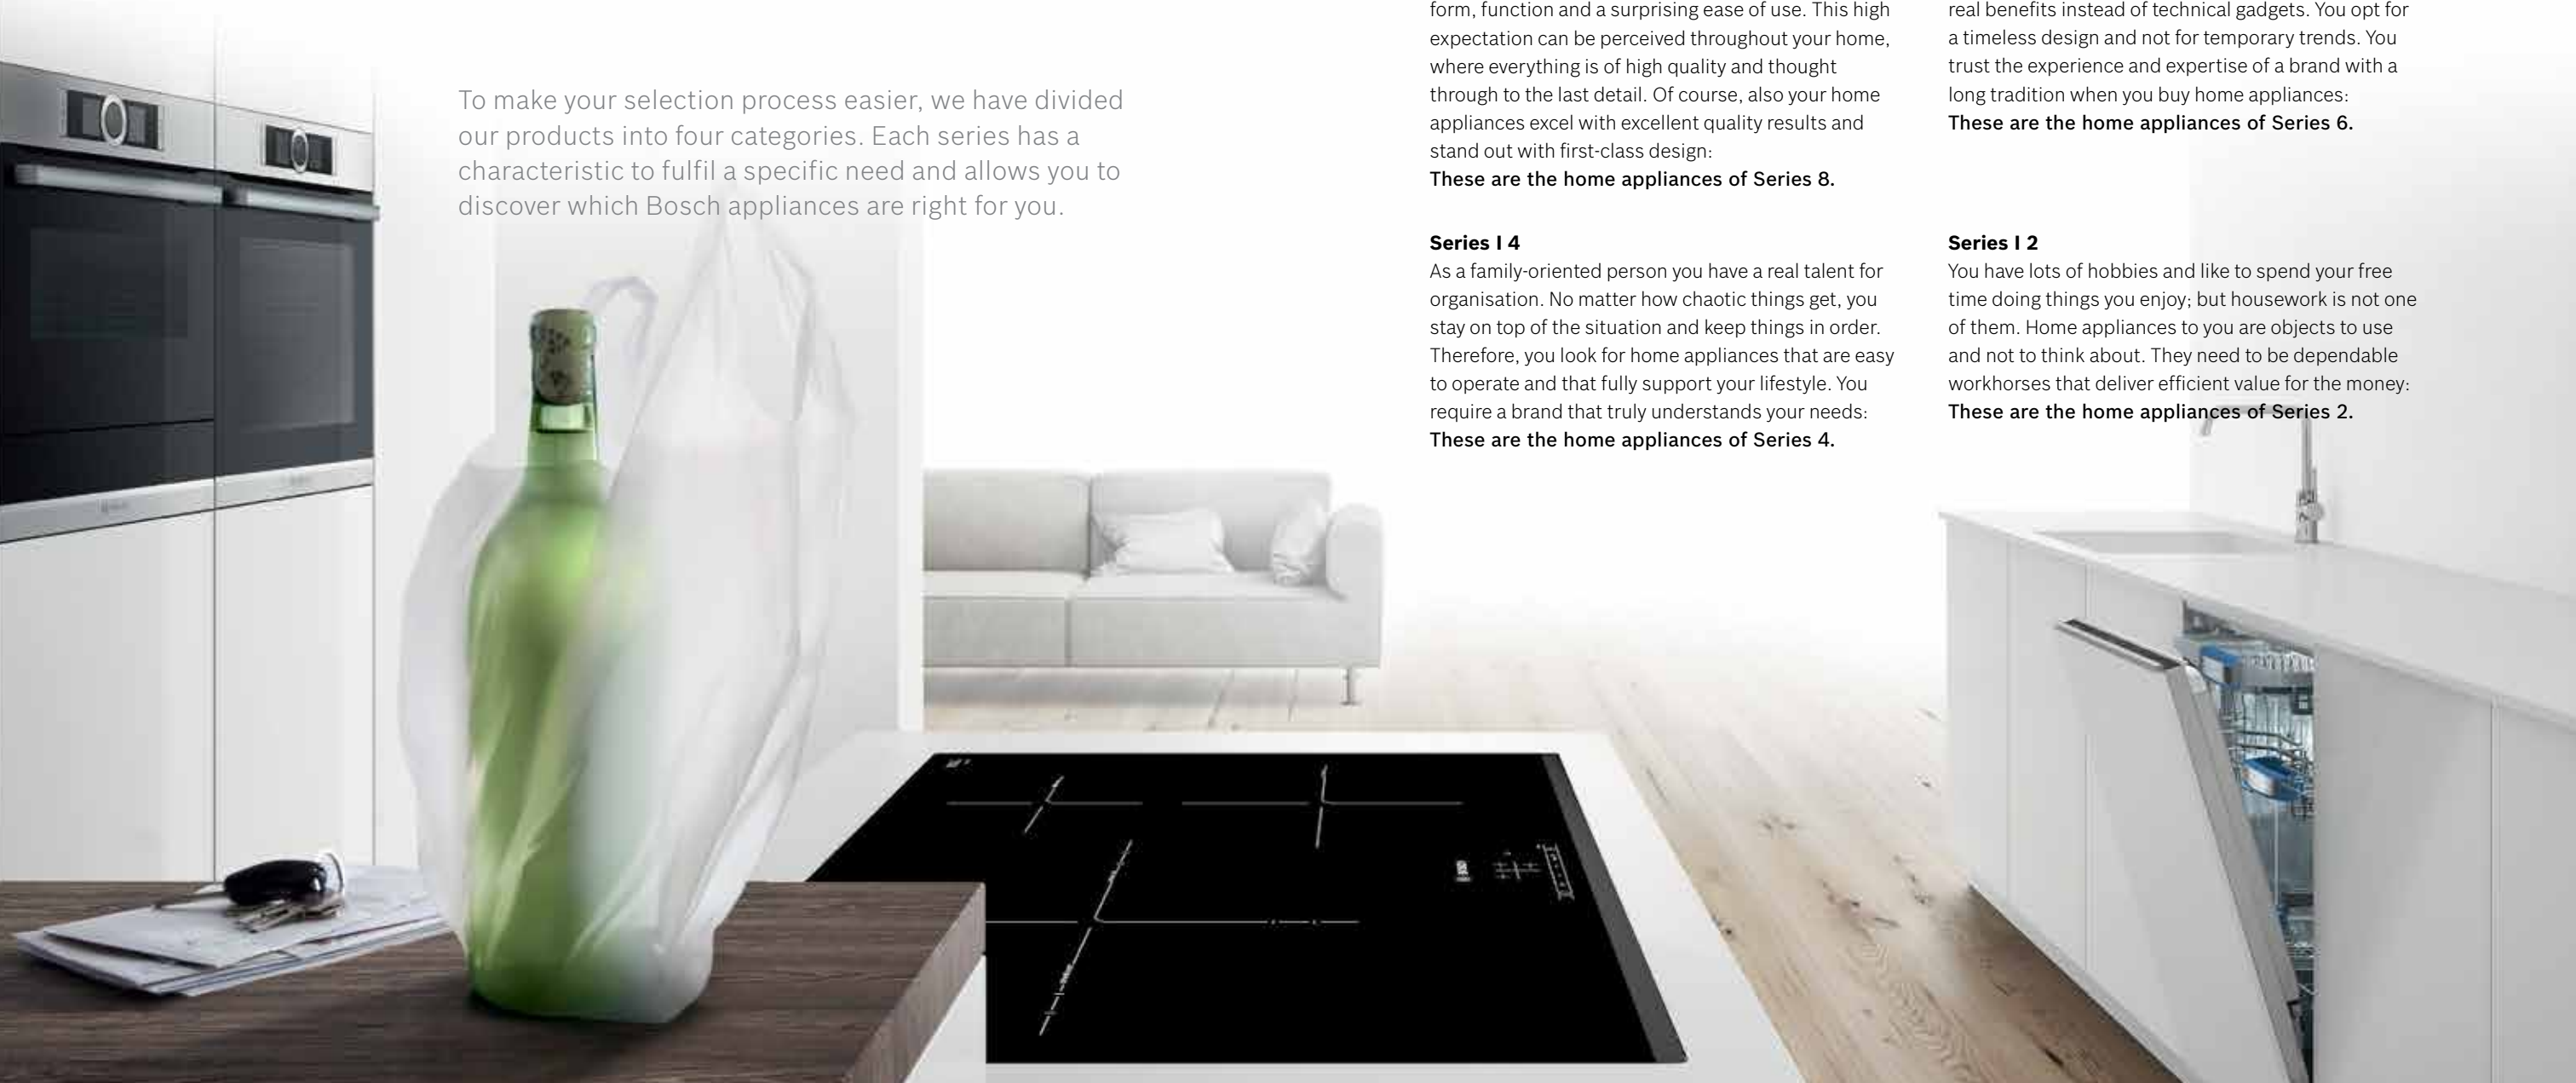 To make your selection process easier, we have divided
our products into four categories. Each series has a
characteristic to fulfil a specific need and allows you to
discover which Bosch appliances are right for you.
form, function and a surprising ease of use. This high
expectation can be perceived throughout your home,
where everything is of high quality and thought
through to the last detail. Of course, also your home
appliances excel with excellent quality results and
stand out with first-class design:
These are the home appliances of Series 8.
Series I 4
As a family-oriented person you have a real talent for
organisation. No matter how chaotic things get, you
stay on top of the situation and keep things in order.
Therefore, you look for home appliances that are easy
to operate and that fully support your lifestyle. You
require a brand that truly understands your needs:
These are the home appliances of Series 4.
real benefits instead of technical gadgets. You opt for
a timeless design and not for temporary trends. You
trust the experience and expertise of a brand with a
long tradition when you buy home appliances:
These are the home appliances of Series 6.
Series I 2
You have lots of hobbies and like to spend your free
time doing things you enjoy; but housework is not one
of them. Home appliances to you are objects to use
and not to think about. They need to be dependable
workhorses that deliver efficient value for the money:
These are the home appliances of Series 2.